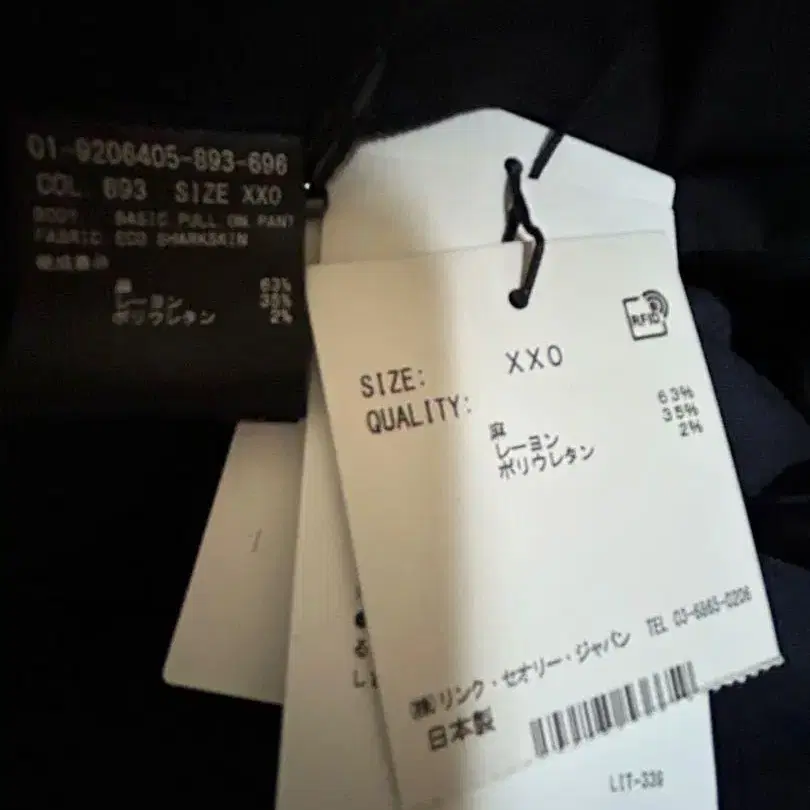 01-9206405-893-696
COL 893 SIZE XXO
BODY BASIC PULL ON PANT
FABRIC ECO SHARKSKIN
組成表示
麻 63%
レーヨン 35%
ポリウレタン 2%
RFID
SIZE: XXO
QUALITY:
麻 63%
レーヨン 35%
ポリウレタン 2%
(株)リンク・セオリー・ジャパン TEL 03-6865-0206
日本製
LIT-339